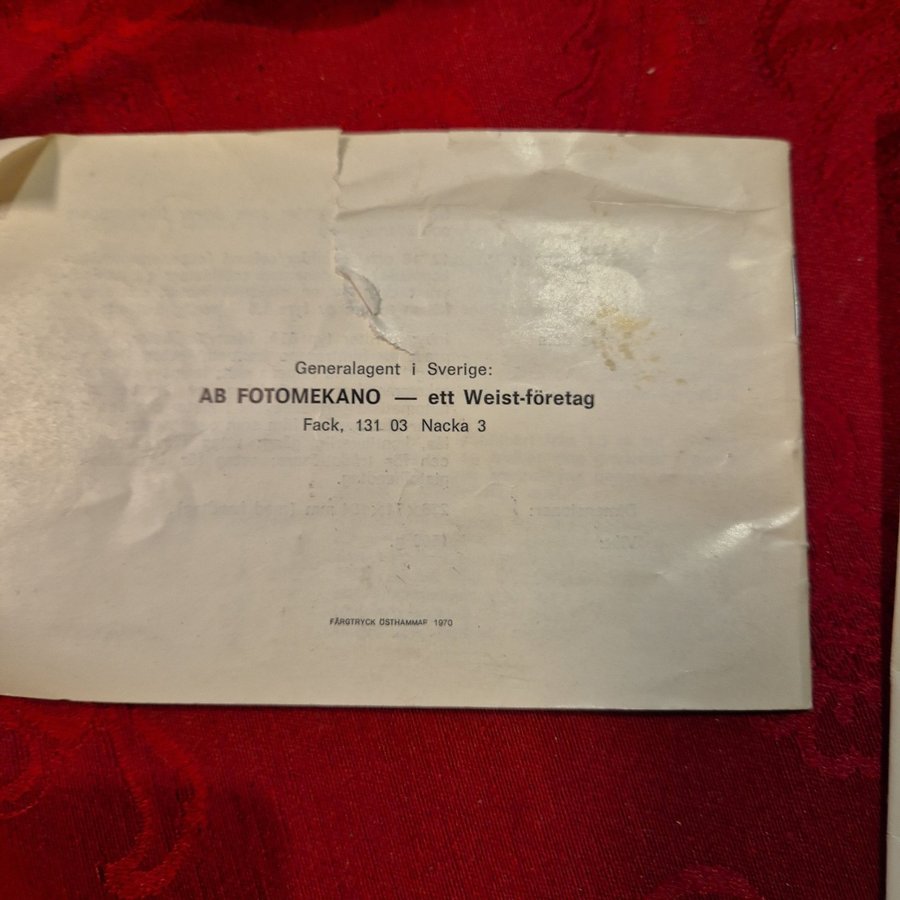 Generalagent i Sverige:
AB FOTOMEKANO — ett Weist-företag
Fack, 131 03 Nacka 3
FÄRGTRYCK ÖSTHAMMAR 1970